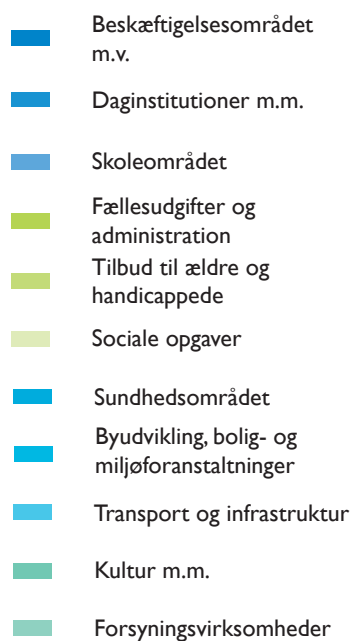 Beskæftigelsesområdet
m.v.
Daginstitutioner m.m.
Skoleområdet
Fællesudgifter og
administration
Tilbud til ældre og
handicappede
Sociale opgaver
Sundhedsområdet
Byudvikling, bolig- og
miljøforanstaltninger
Transport og infrastruktur
Kultur m.m.
Forsyningsvirksomheder